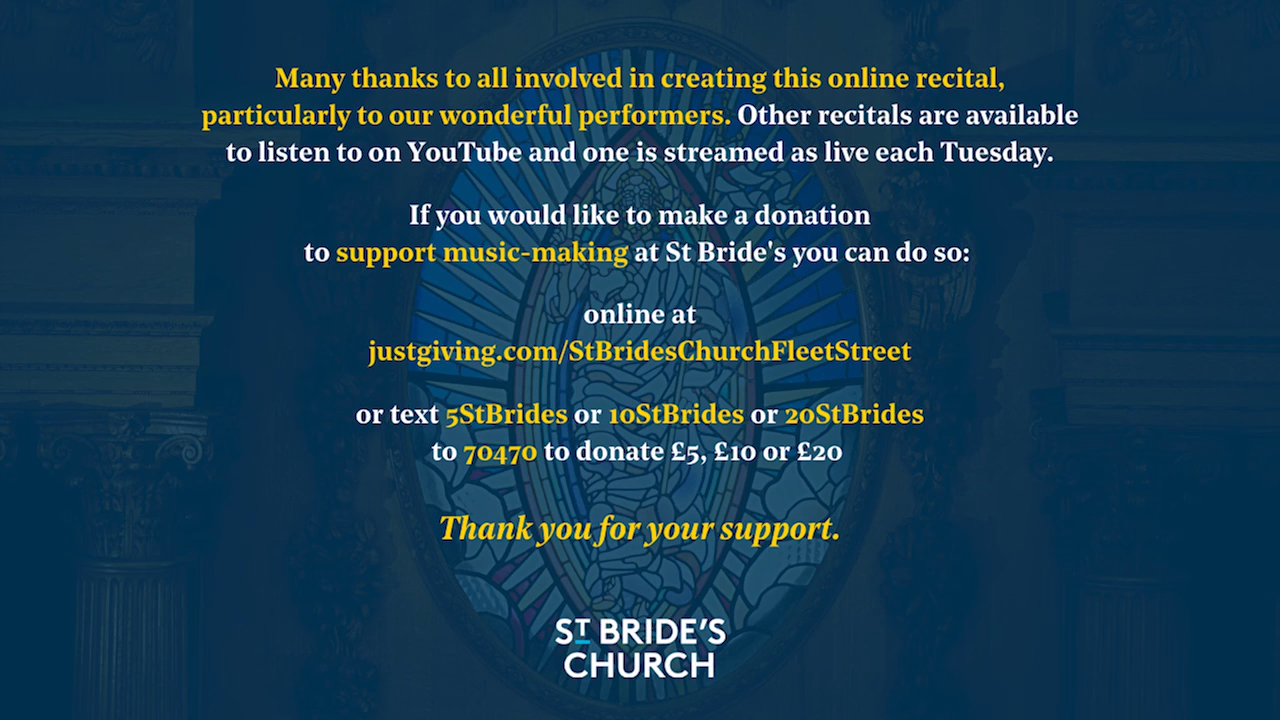 Many thanks to all involved in creating this online recital,
particularly to our wonderful performers. Other recitals are available
to listen to on YouTube and one is streamed as live each Tuesday.
If you would like to make a donation
to support music-making at St Bride's you can do so:
online at
justgiving.com/StBridesChurchFleetStreet
or text 5StBrides or 10StBrides or 20StBrides
to 70470 to donate £5, £10 or £20
Thank you for your support.
ST BRIDE'S
CHURCH